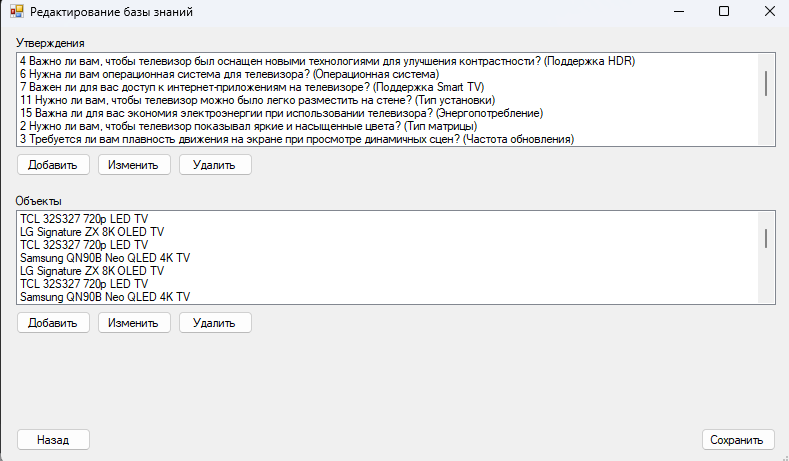 Редактирование базы знаний
Утверждения
4 Важно ли вам, чтобы телевизор был оснащен новыми технологиями для улучшения контрастности? (Поддержка HDR)
6 Нужна ли вам операционная система для телевизора? (Операционная система)
7 Важен ли для вас доступ к интернет-приложениям на телевизоре? (Поддержка Smart TV)
11 Нужно ли вам, чтобы телевизор можно было легко разместить на стене? (Тип установки)
15 Важна ли для вас экономия электроэнергии при использовании телевизора? (Энергопотребление)
2 Нужно ли вам, чтобы телевизор показывал яркие и насыщенные цвета? (Тип матрицы)
3 Требуется ли вам плавность движения на экране при просмотре динамичных сцен? (Частота обновления)
Добавить Изменить Удалить
Объекты
TCL 32S327 720p LED TV
LG Signature ZX 8K OLED TV
TCL 32S327 720p LED TV
Samsung QN90B Neo QLED 4K TV
LG Signature ZX 8K OLED TV
TCL 32S327 720p LED TV
Samsung QN90B Neo QLED 4K TV
Добавить Изменить Удалить
Назад Сохранить